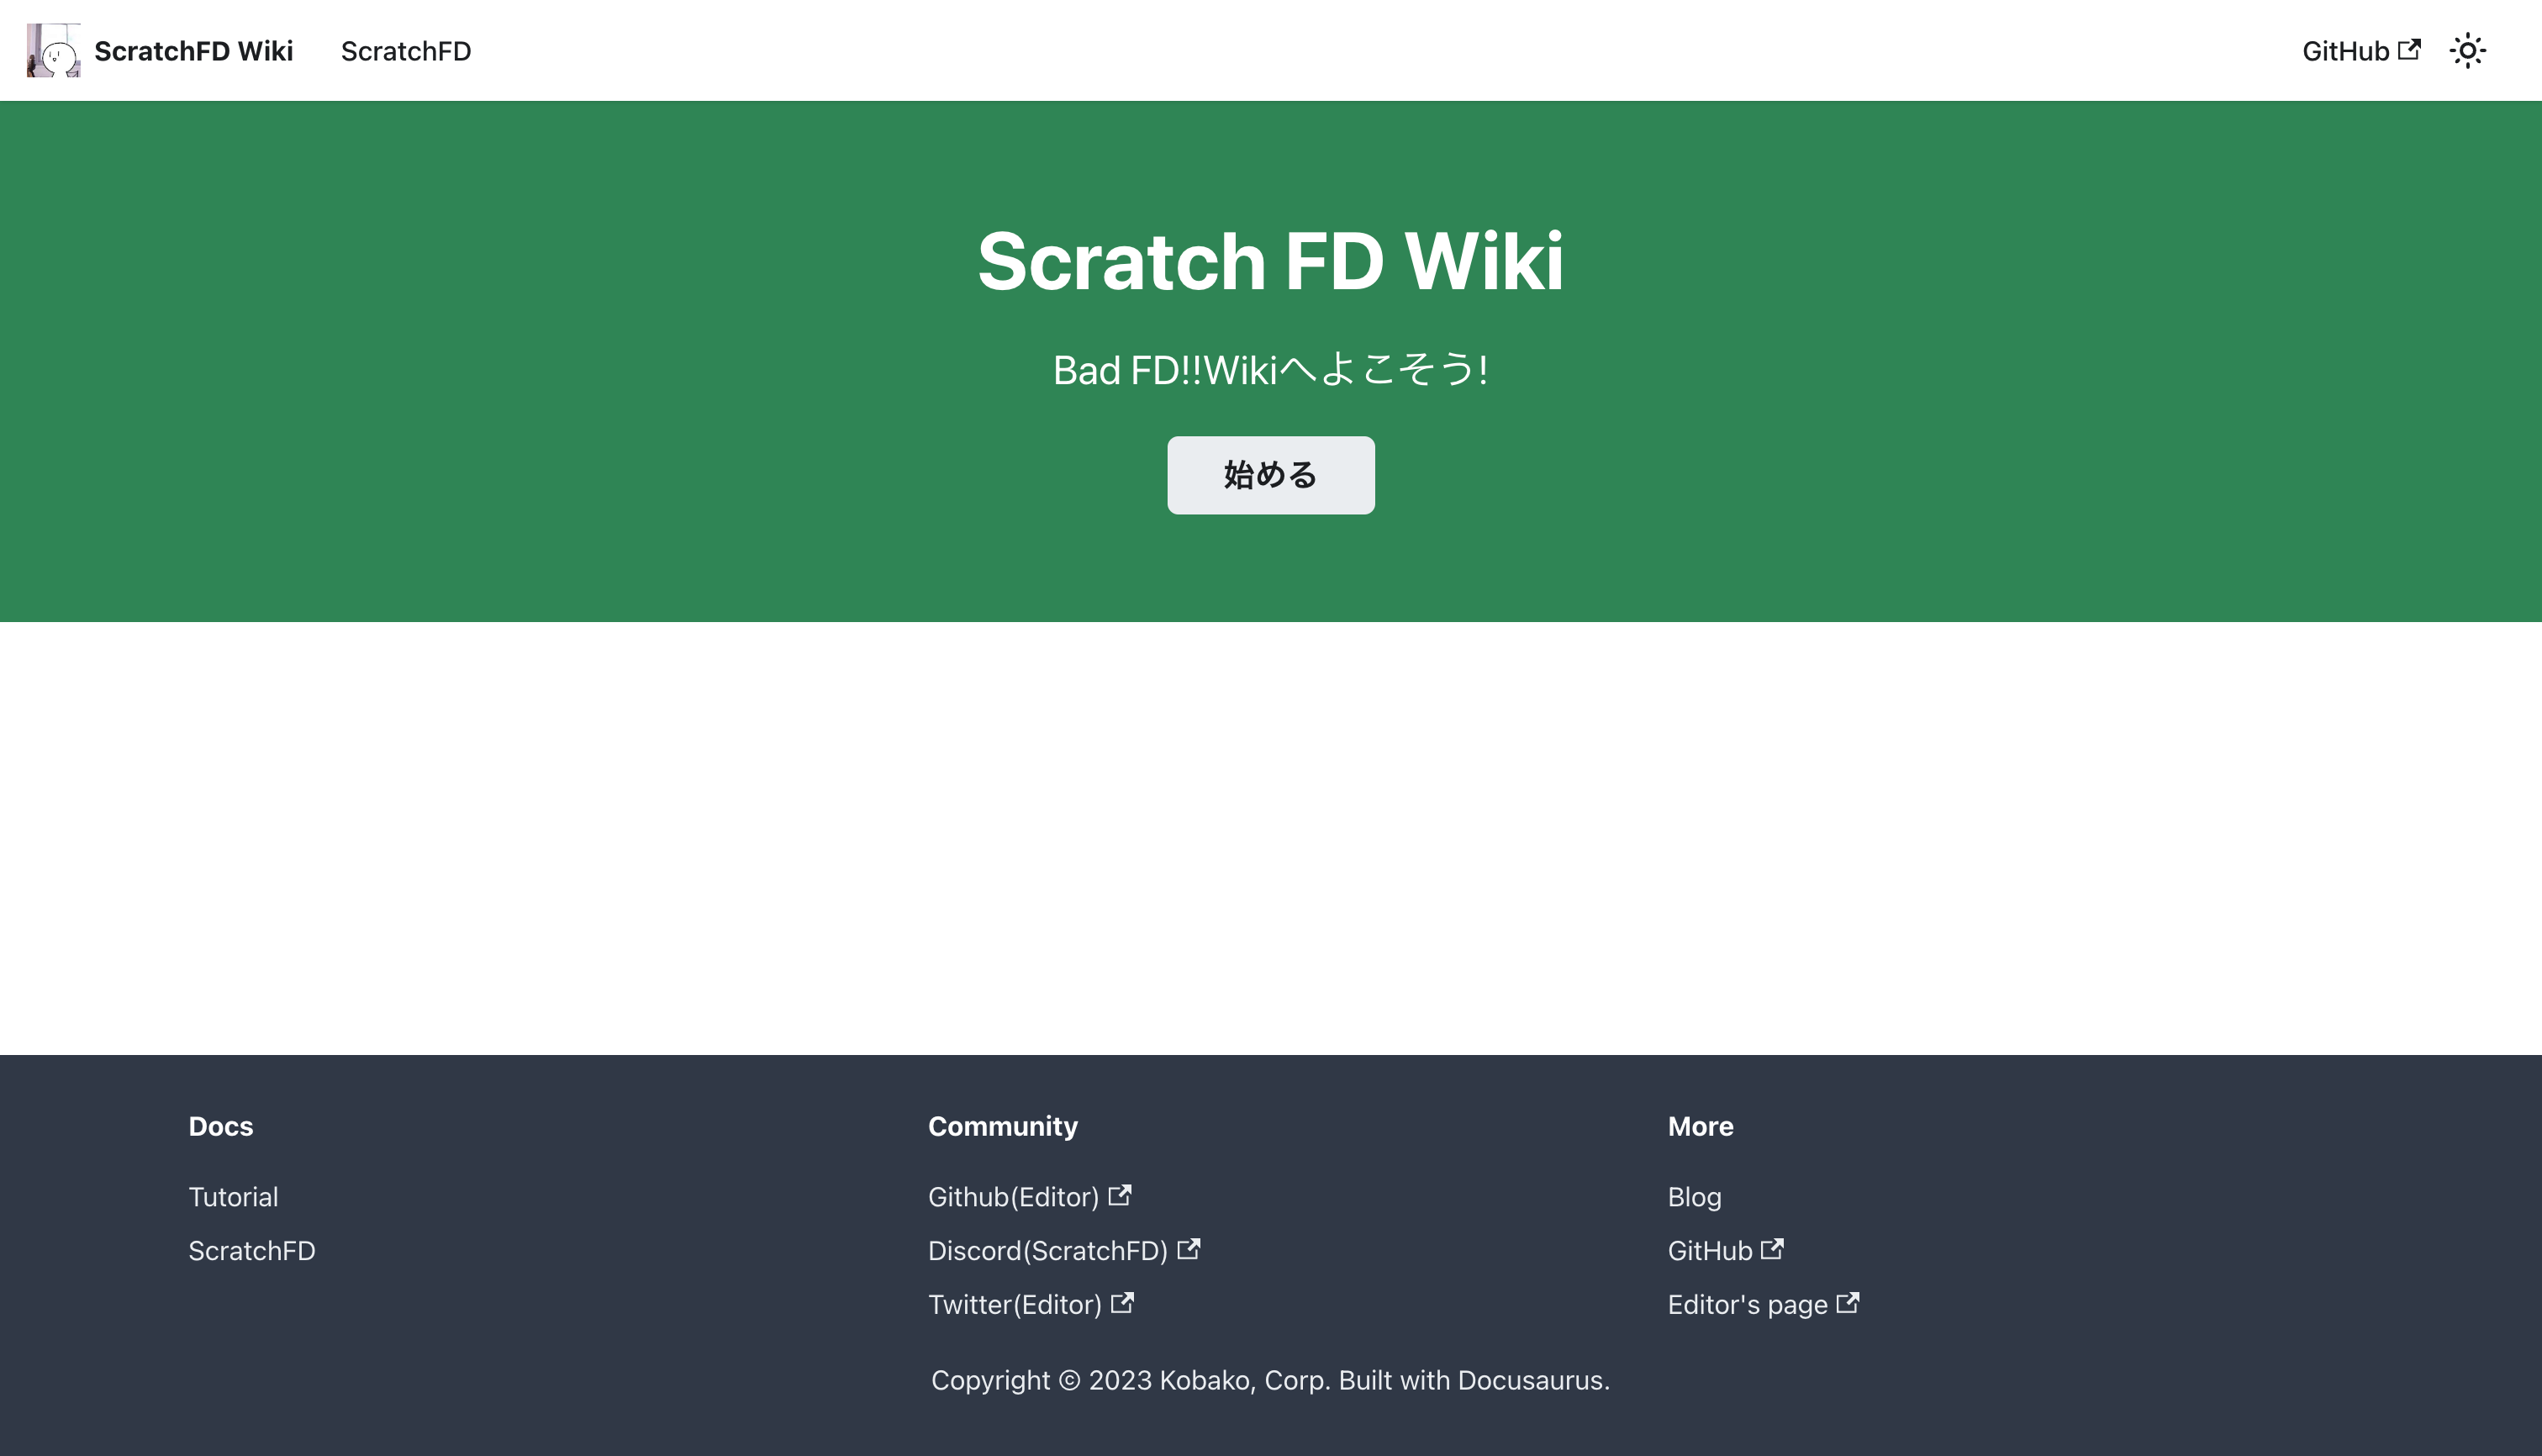 ScratchFD Wiki
ScratchFD
GitHub
Scratch FD Wiki
Bad FD!!Wikiへよこそう!
始める
Docs
Tutorial
ScratchFD
Community
Github(Editor)
Discord(ScratchFD)
Twitter(Editor)
More
Blog
GitHub
Editor's page
Copyright © 2023 Kobako, Corp. Built with Docusaurus.